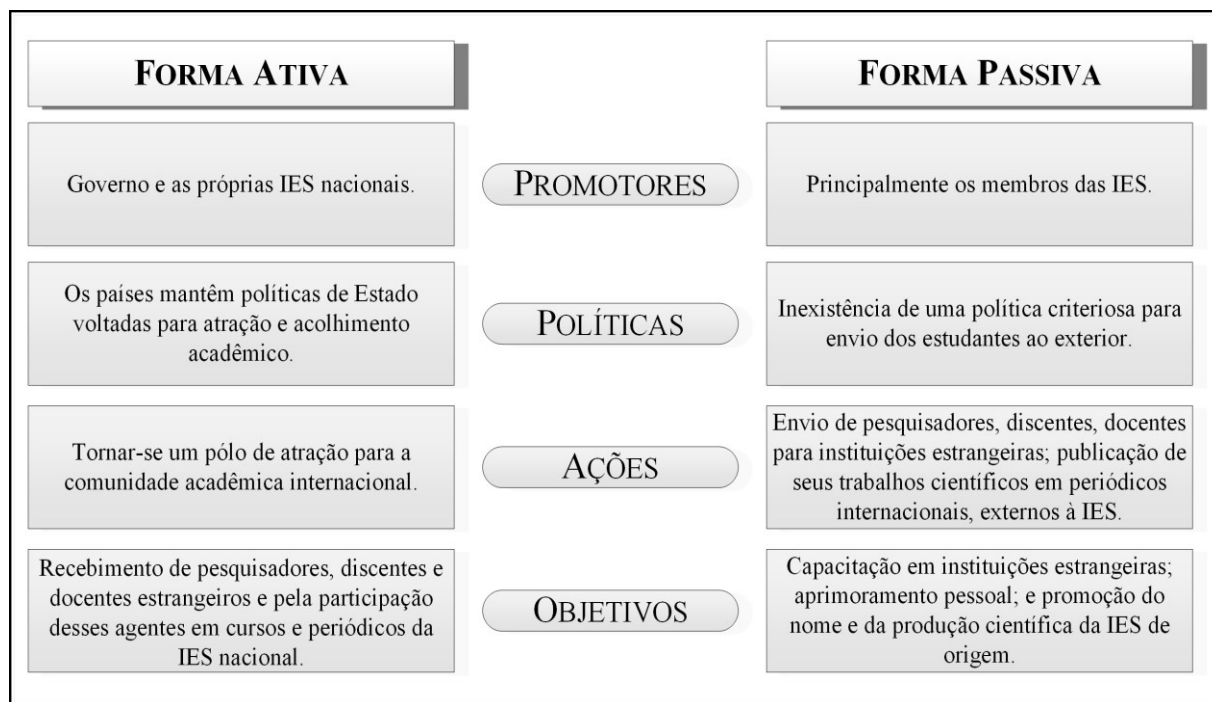 FORMA ATIVA
FORMA PASSIVA
Governo e as próprias IES nacionais.
PROMOTORES
Principalmente os membros das IES.
Os países mantêm políticas de Estado
voltadas para atração e acolhimento
acadêmico.
POLÍTICAS
Inexistência de uma política criteriosa para
envio dos estudantes ao exterior.
Tornar-se um pólo de atração para a
comunidade acadêmica internacional.
AÇÕES
Envio de pesquisadores, discentes, docentes
para instituições estrangeiras; publicação de
seus trabalhos científicos em periódicos
internacionais, externos à IES.
Recebimento de pesquisadores, discentes e
docentes estrangeiros e pela participação
desses agentes em cursos e periódicos da
IES nacional.
OBJETIVOS
Capacitação em instituições estrangeiras;
aprimoramento pessoal; e promoção do
nome e da produção científica da IES de
origem.